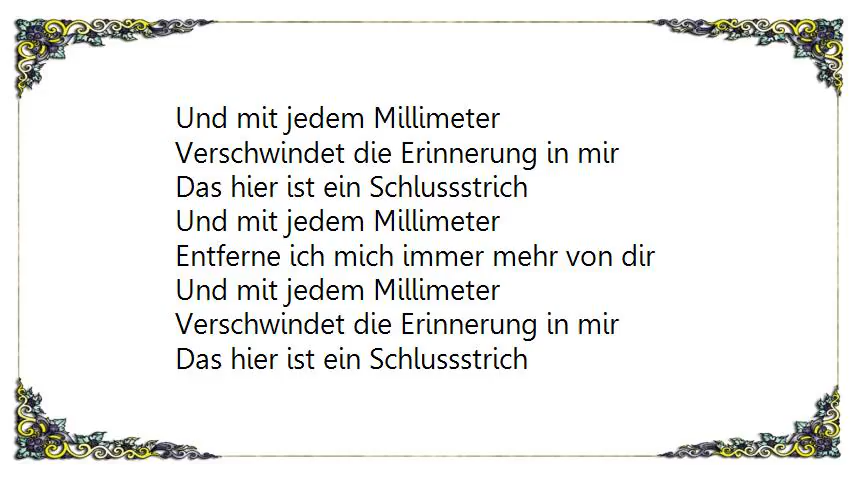 Und mit jedem Millimeter
Verschwindet die Erinnerung in mir
Das hier ist ein Schlussstrich
Und mit jedem Millimeter
Entferne ich mich immer mehr von dir
Und mit jedem Millimeter
Verschwindet die Erinnerung in mir
Das hier ist ein Schlussstrich